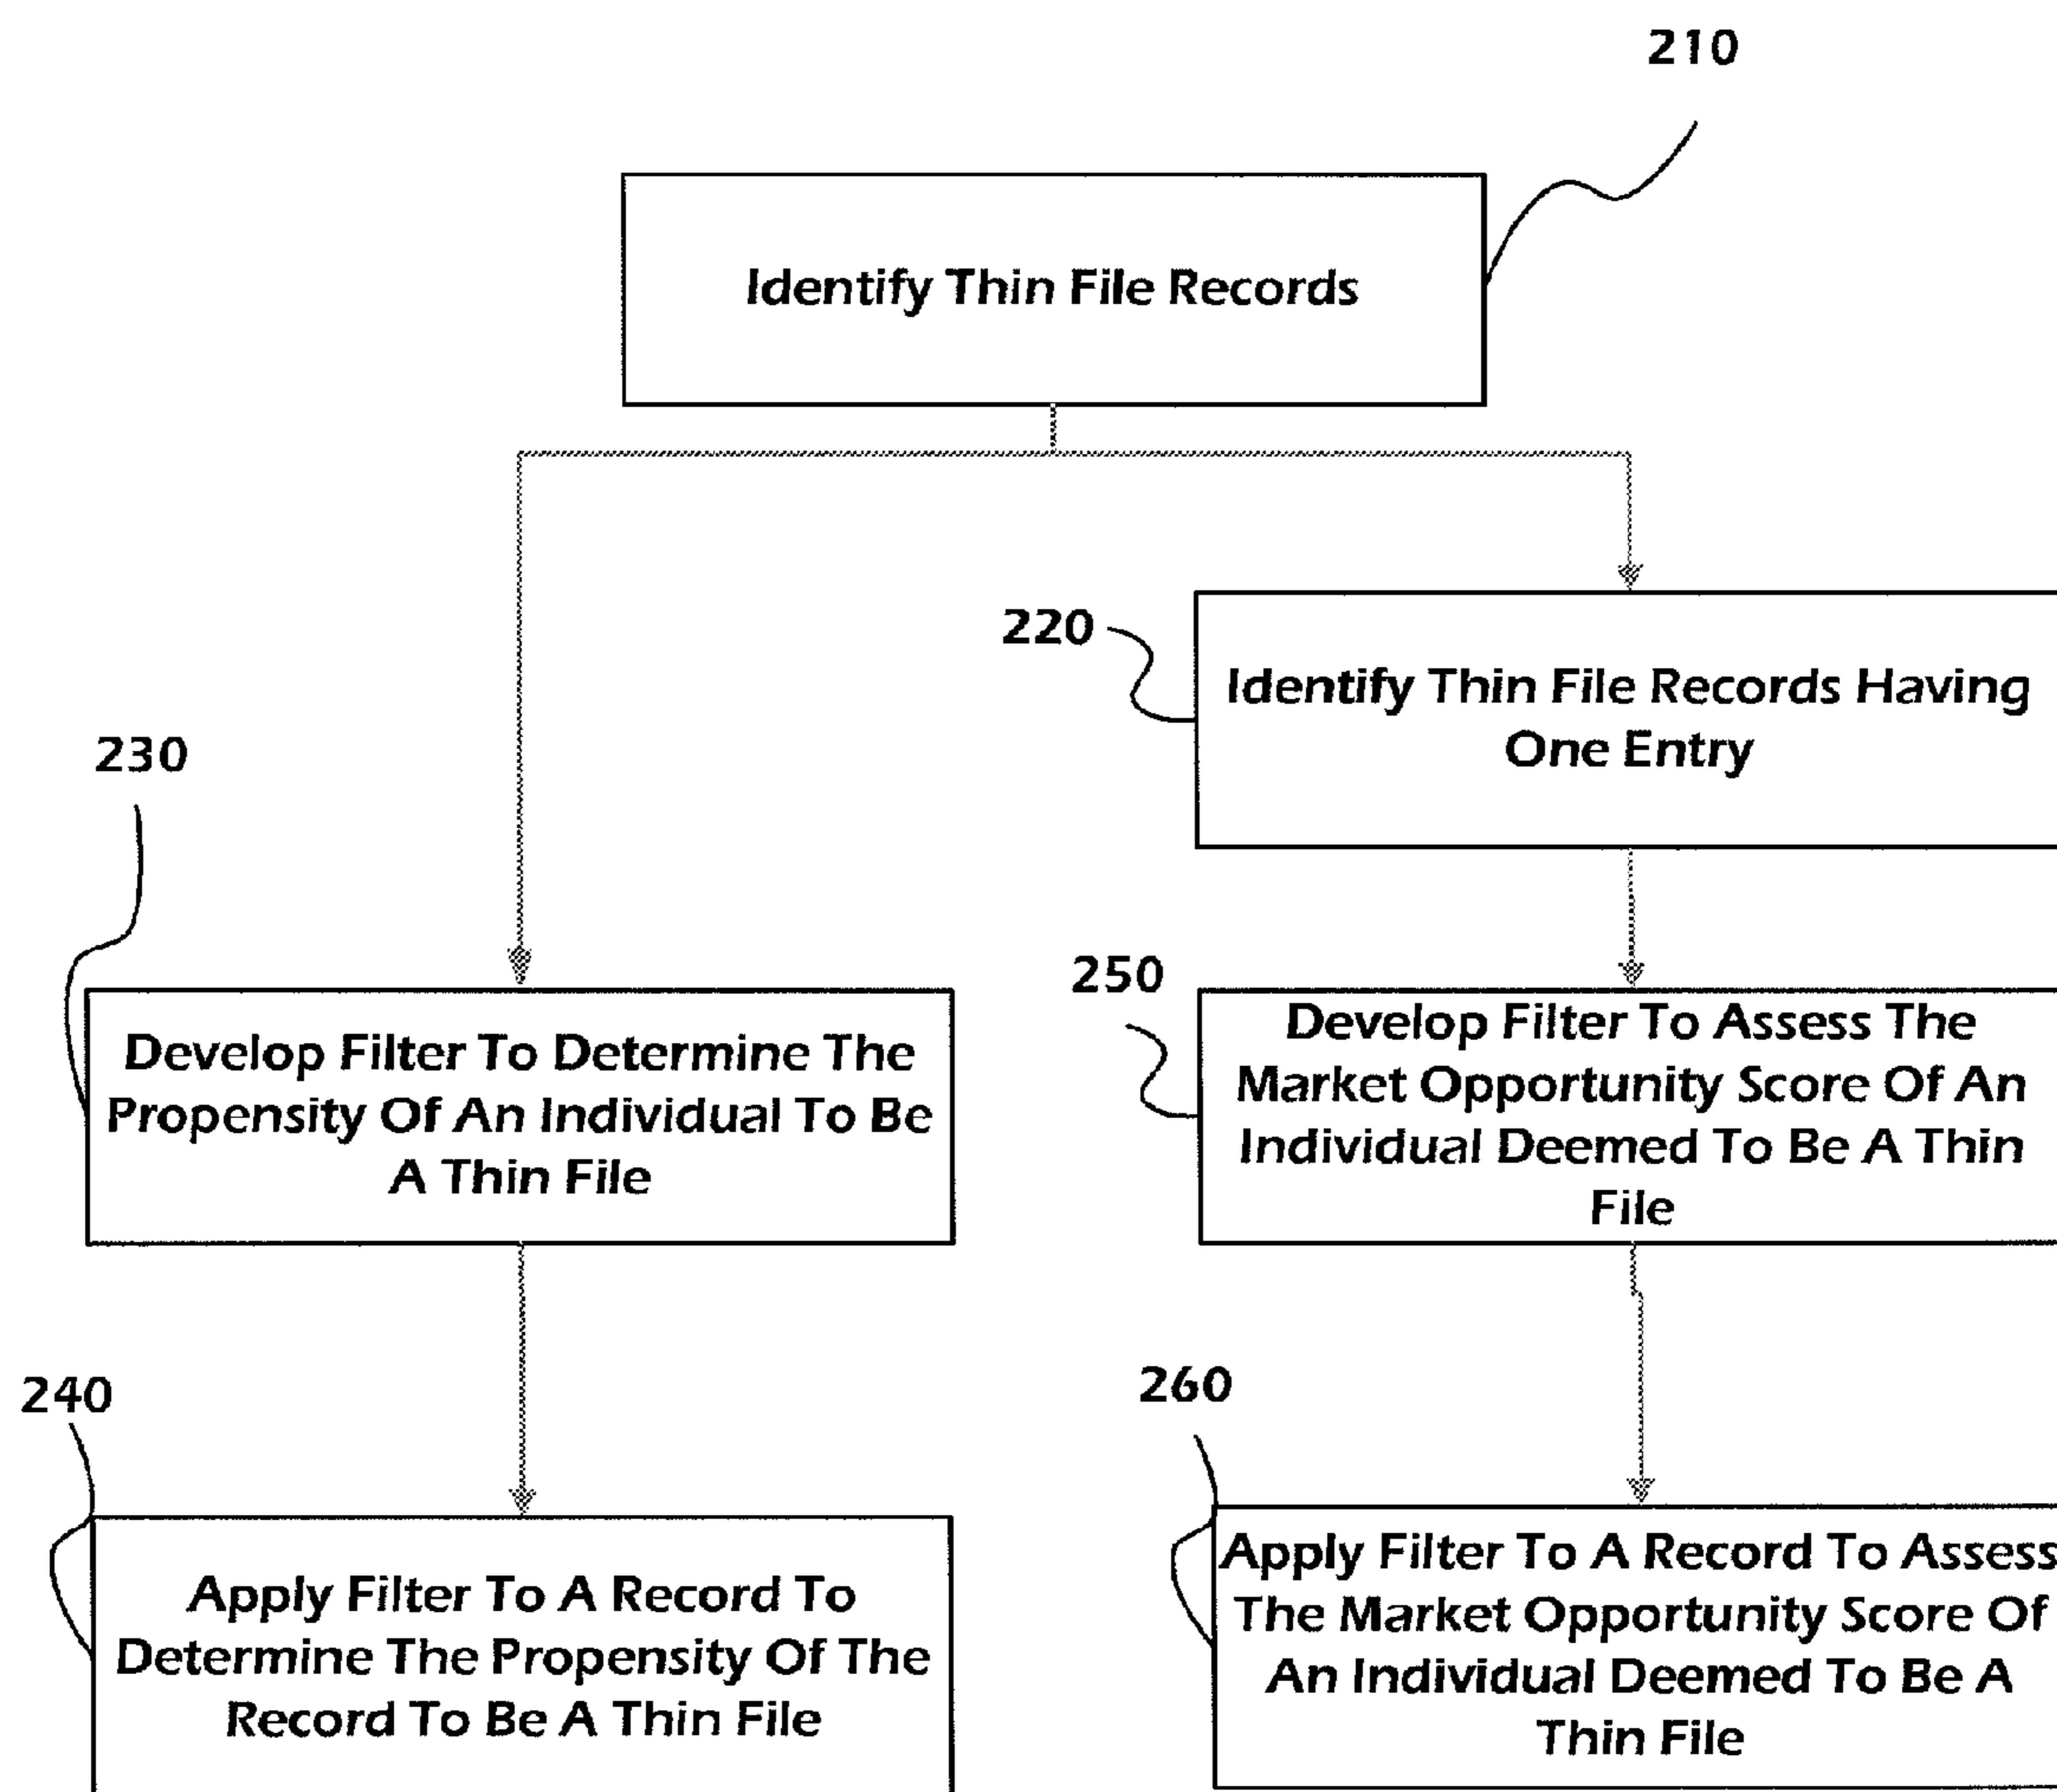 210
Identify Thin File Records
220
Identify Thin File Records Having
One Entry
230
Develop Filter To Determine The
Propensity Of An Individual To Be
A Thin File
250
Develop Filter To Assess The
Market Opportunity Score Of An
Individual Deemed To Be A Thin
File
240
Apply Filter To A Record To
Determine The Propensity Of The
Record To Be A Thin File
260
Apply Filter To A Record To Assess
The Market Opportunity Score Of
An Individual Deemed To Be A
Thin File